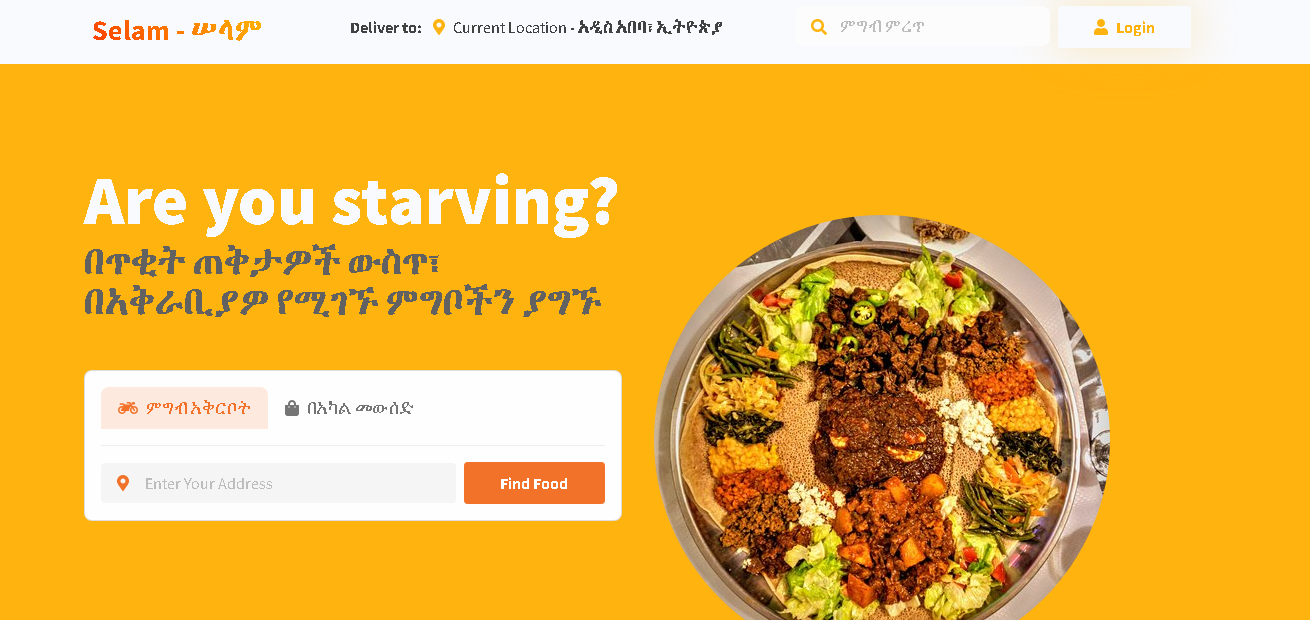 Selam - ሠላም
Deliver to: Current Location - አዲስ አበባ፣ ኢትዮጵያ
ምግብ ምረጥ
Login
Are you starving?
በጥቂት ጠቅታዎች ውስጥ፣
በአቅራቢያዎ የሚገኙ ምግቦችን ያግኙ
ምግብ አቅርቦት
በአካል መውሰድ
Enter Your Address
Find Food